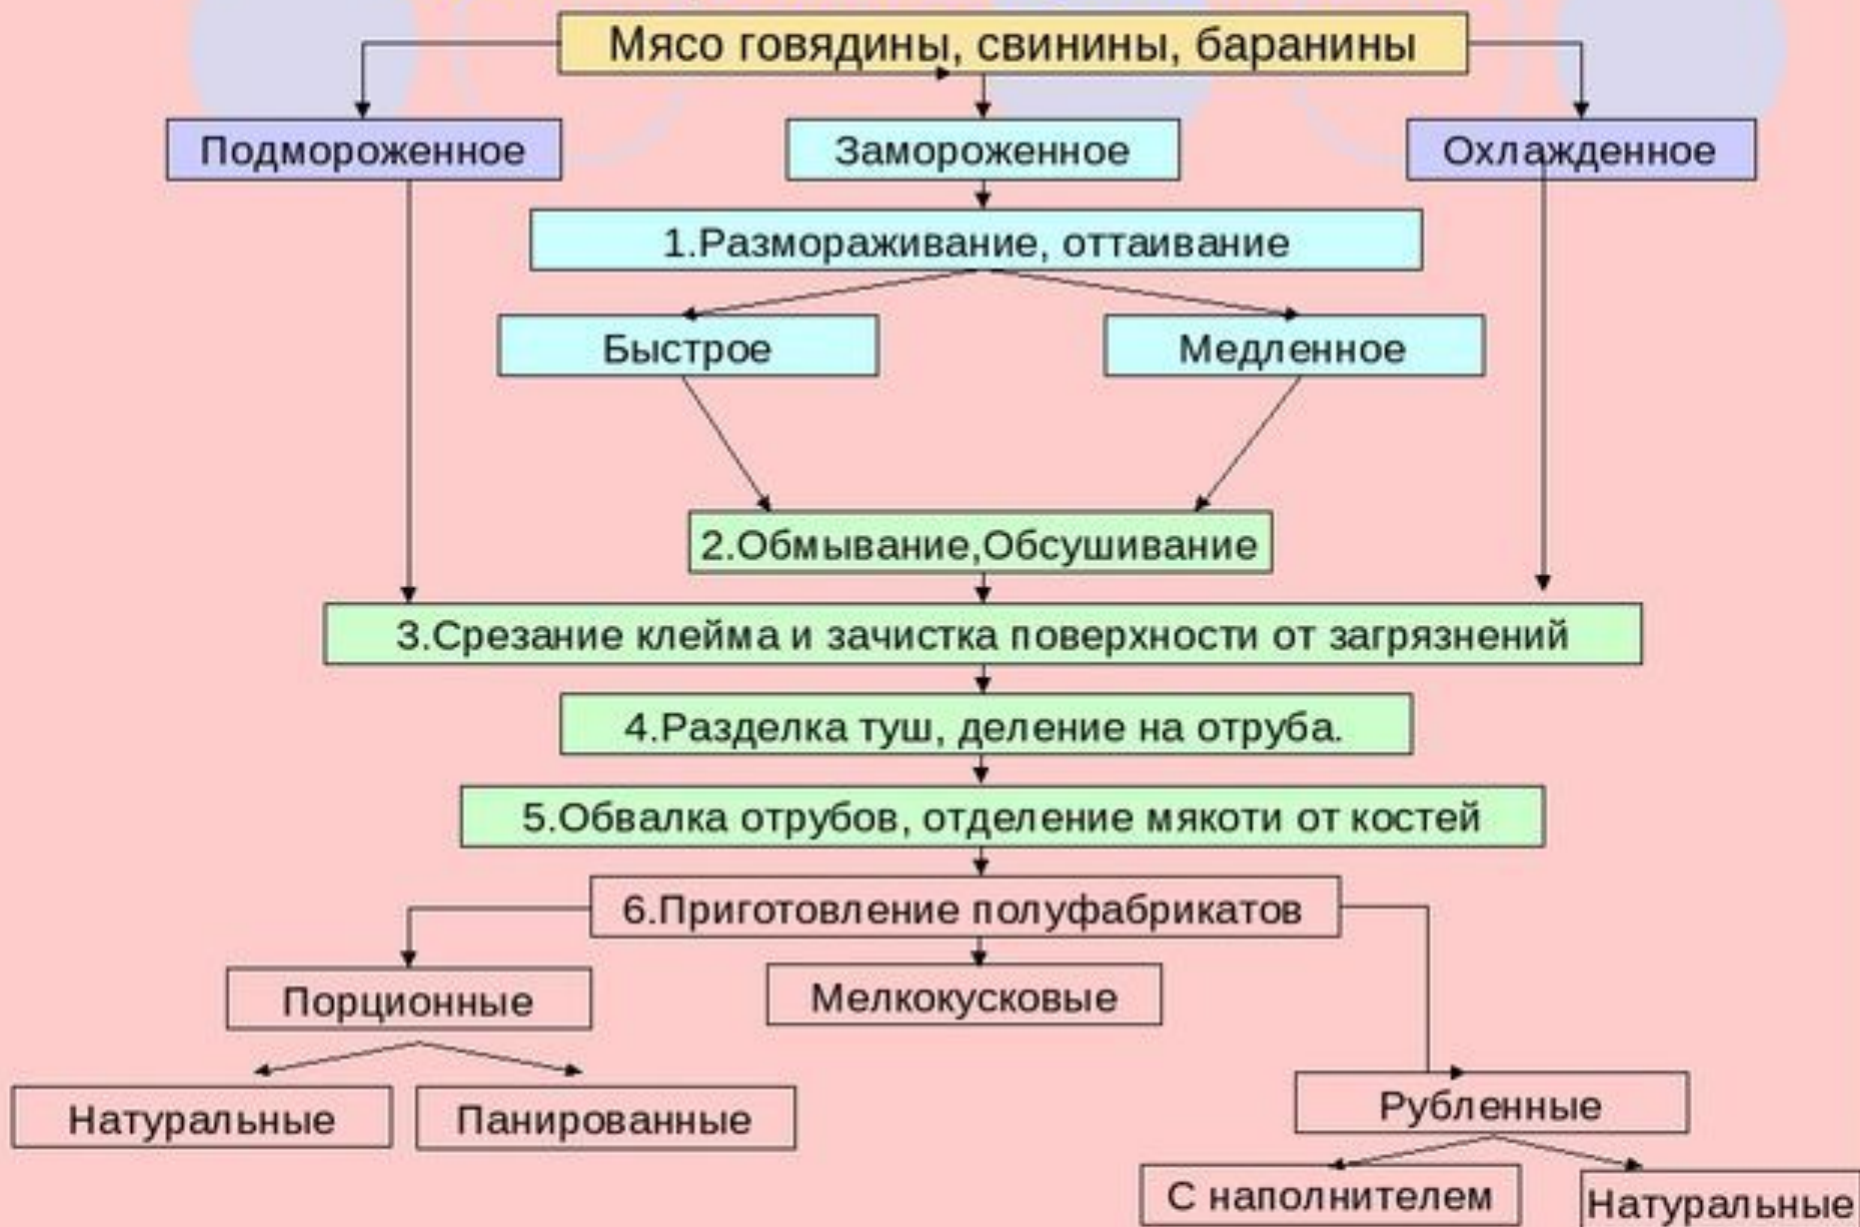 Мясо говядины, свинины, баранины
Подмороженное
Замороженное
Охлажденное
1.Размораживание, оттаивание
Быстрое
Медленное
2.Обмывание,Обсушивание
3.Срезание клейма и зачистка поверхности от загрязнений
4.Разделка туш, деление на отруба.
5.Обвалка отрубов, отделение мякоти от костей
6.Приготовление полуфабрикатов
Порционные
Мелкокусковые
Натуральные
Панированные
Рубленные
С наполнителем
Натуральные